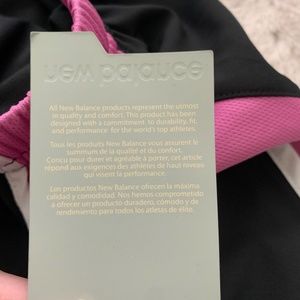 new balance
All New Balance products represent the utmost
in quality and comfort. This product has been
designed with a commitment to durability, fit,
and performance for the world's top athletes.
Tous les produits New Balance vous assurent le
summum de la qualité et du confort.
Conçu pour durer et agréable à porter, cet article
répond aux exigences des athlètes de haut niveau
qui visent la performance.
Los productos New Balance ofrecen la máxima
calidad y comodidad. Nos hemos comprometido
a ofrecer un producto duradero, cómodo y de
rendimiento para todos los atletas de élite.